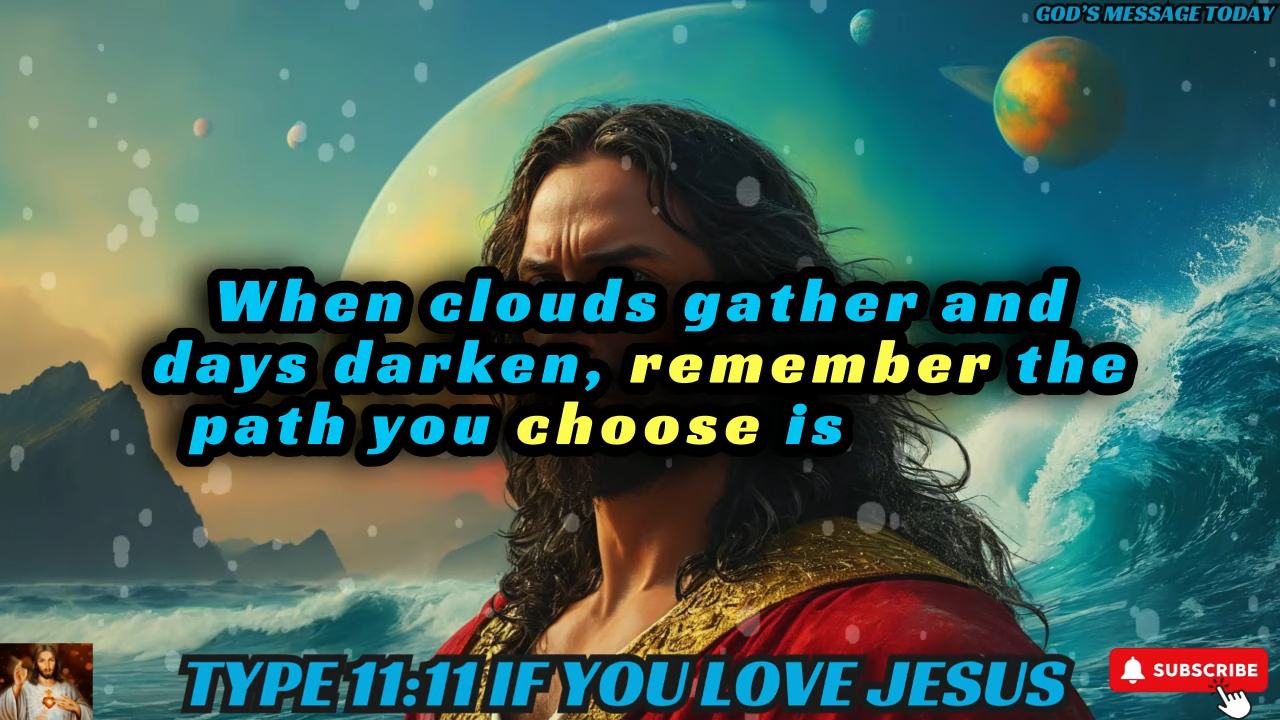 GOD'S MESSAGE TODAY
When clouds gather and
days darken, remember the
path you choose is
TYPE 11:11 IF YOU LOVE JESUS
SUBSCRIBE